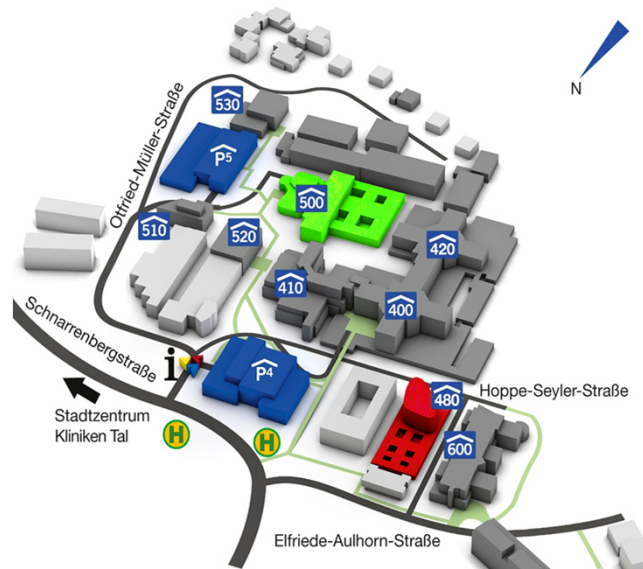 N
530
P5
Otfried-Müller-Straße
500
510
520
420
410
400
Schnarrenbergstraße
i
P4
480
Hoppe-Seyler-Straße
Stadtzentrum
Kliniken Tal
H
H
600
Elfriede-Aulhorn-Straße